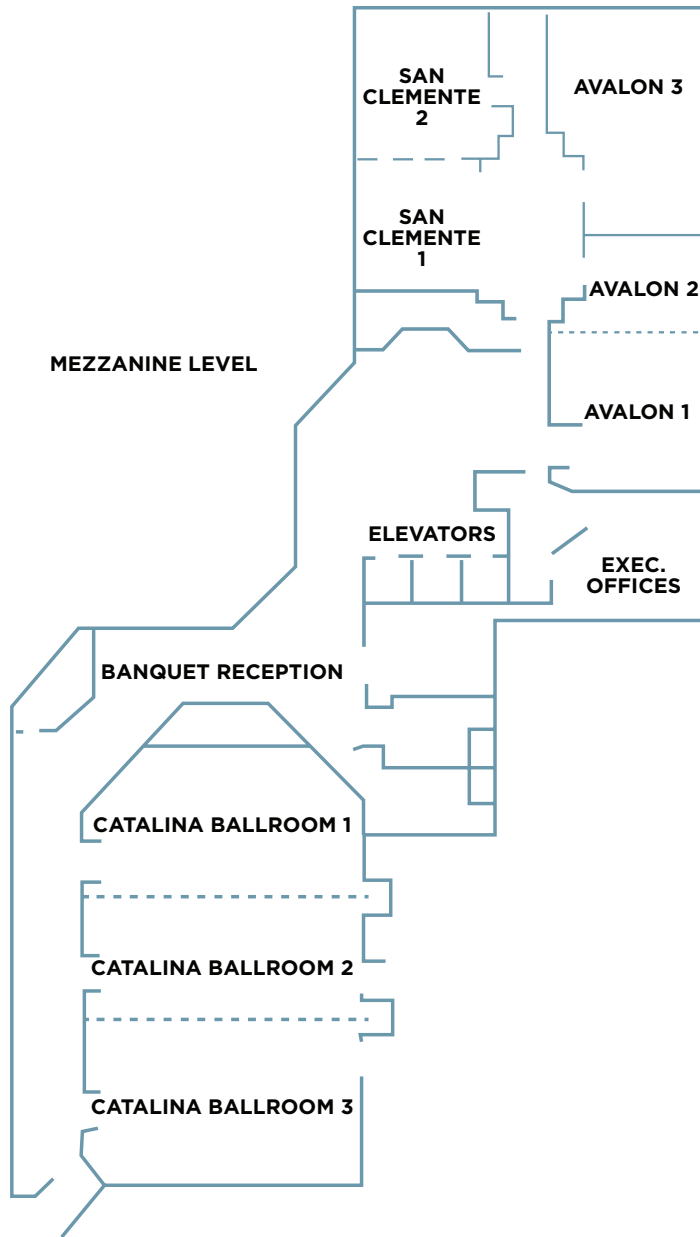 SAN
CLEMENTE
2
AVALON 3
SAN
CLEMENTE
1
AVALON 2
MEZZANINE LEVEL
AVALON 1
ELEVATORS
EXEC.
OFFICES
BANQUET RECEPTION
CATALINA BALLROOM 1
CATALINA BALLROOM 2
CATALINA BALLROOM 3